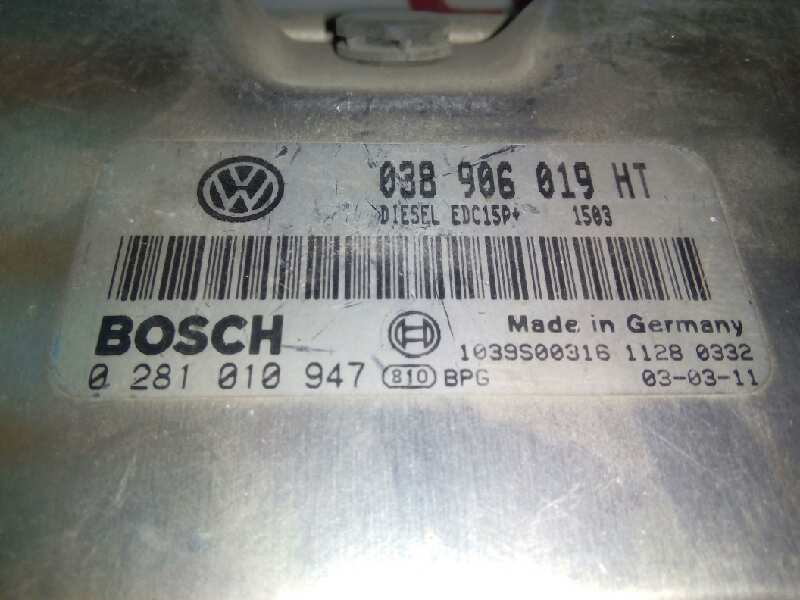 038 906 019 HT
DIESEL EDC15P+ 1503
BOSCH
Made in Germany
1039S00316 1128 0332
0 281 010 947 810 BPG 03-03-11